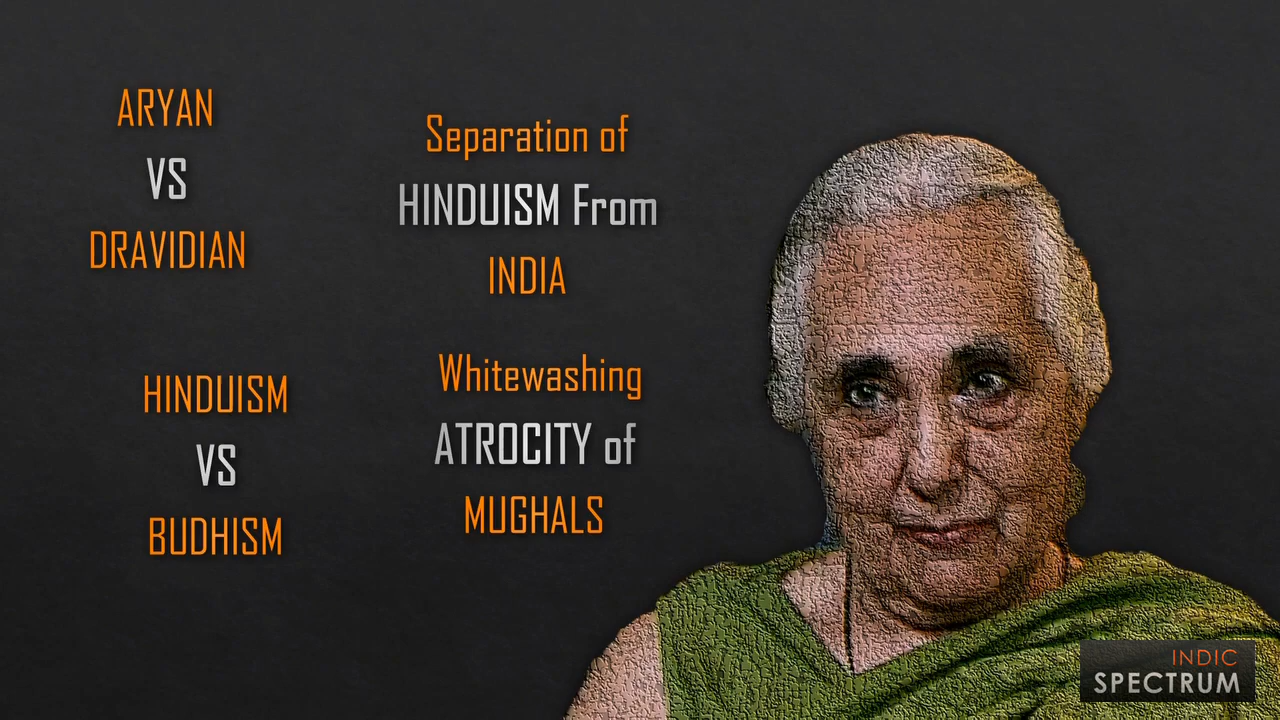 ARYAN
VS
DRAVIDIAN
Separation of
HINDUISM From
INDIA
HINDUISM
VS
BUDHISM
Whitewashing
ATROCITY of
MUGHALS
INDIC
SPECTRUM